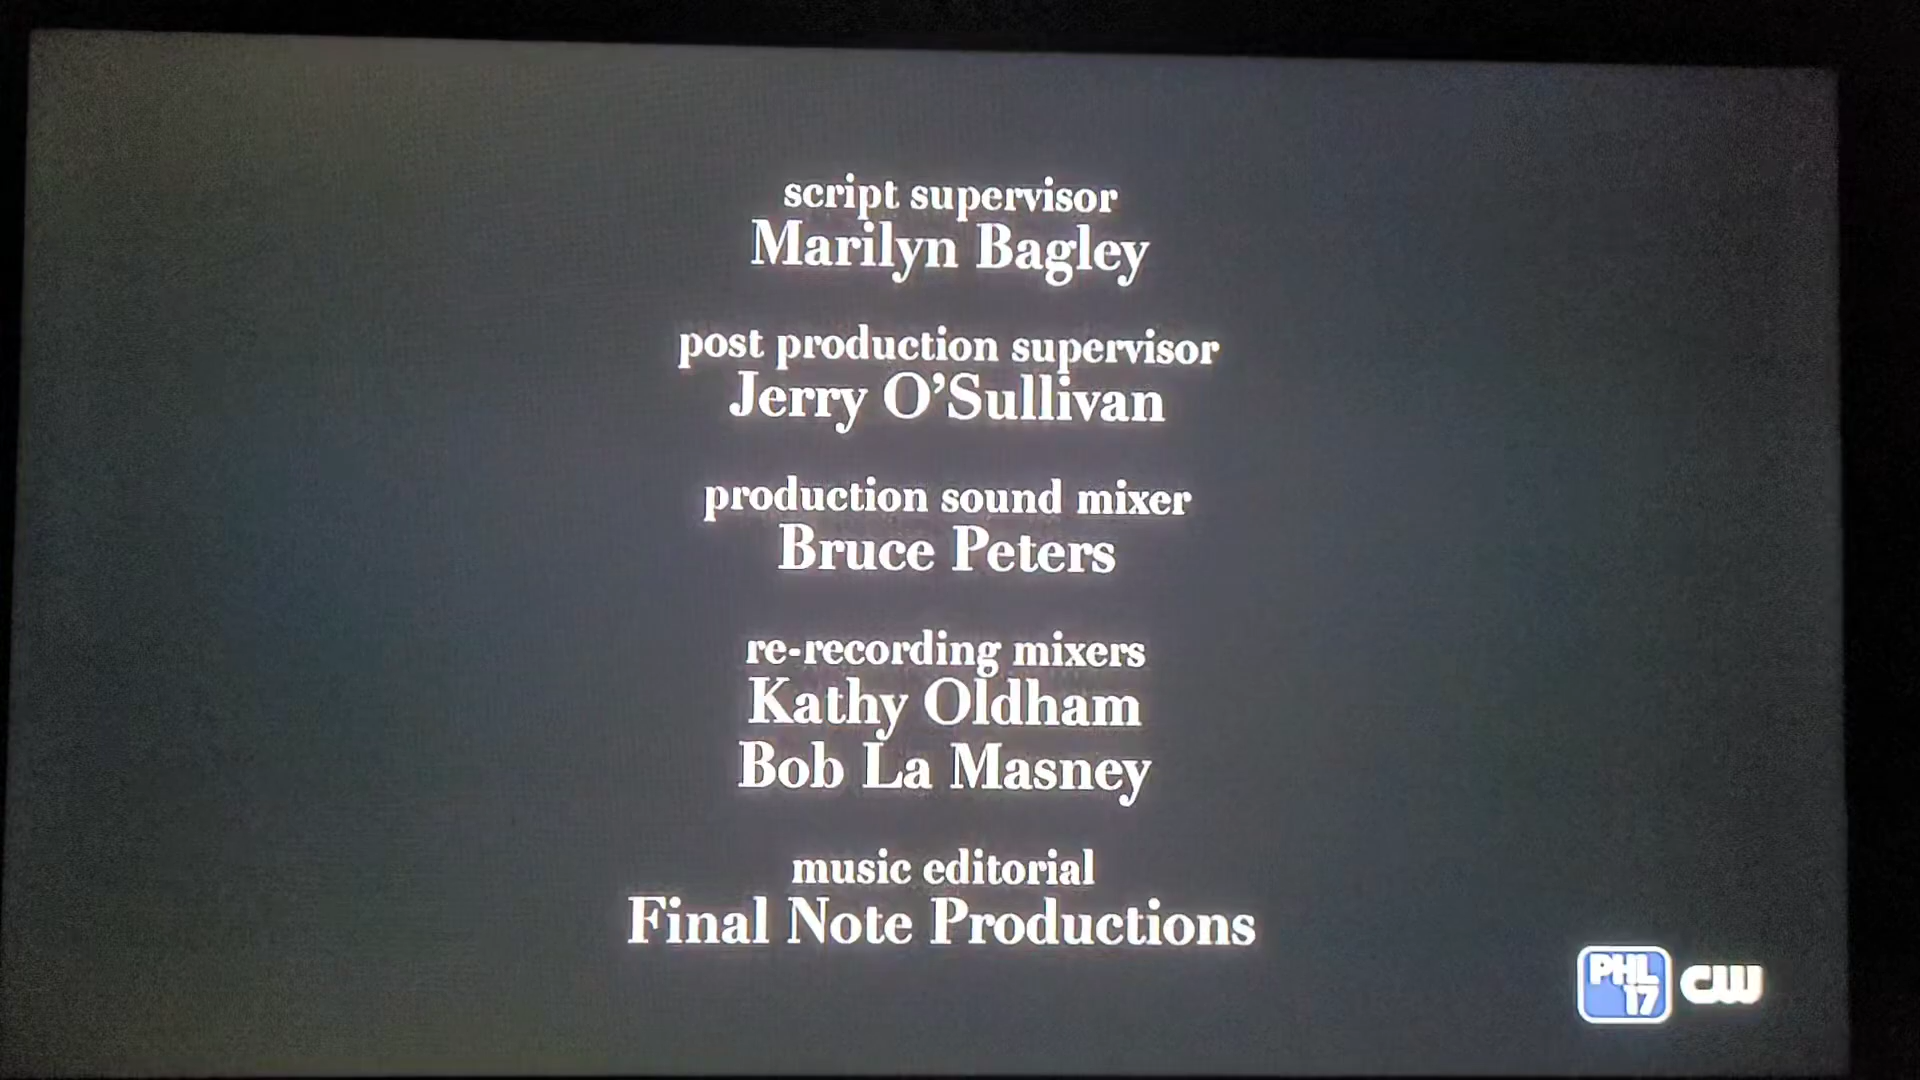 script supervisor
Marilyn Bagley
post production supervisor
Jerry O'Sullivan
production sound mixer
Bruce Peters
re-recording mixers
Kathy Oldham
Bob La Masney
music editorial
Final Note Productions
PHL
17
CW